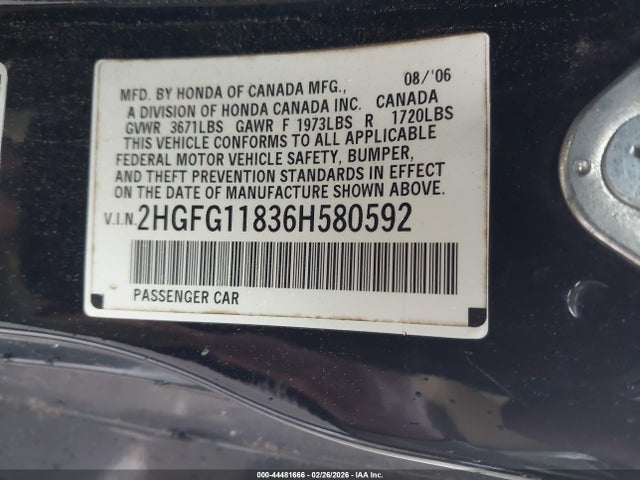 MFD. BY HONDA OF CANADA MFG., 08/'06
A DIVISION OF HONDA CANADA INC. CANADA
GVWR 3671LBS GAWR F 1973LBS R 1720LBS
THIS VEHICLE CONFORMS TO ALL APPLICABLE
FEDERAL MOTOR VEHICLE SAFETY, BUMPER,
AND THEFT PREVENTION STANDARDS IN EFFECT
ON THE DATE OF MANUFACTURE SHOWN ABOVE.
V.I.N. 2HGFG11836H580592
PASSENGER CAR
000-44481666 - 02/26/2026 - IAA Inc.